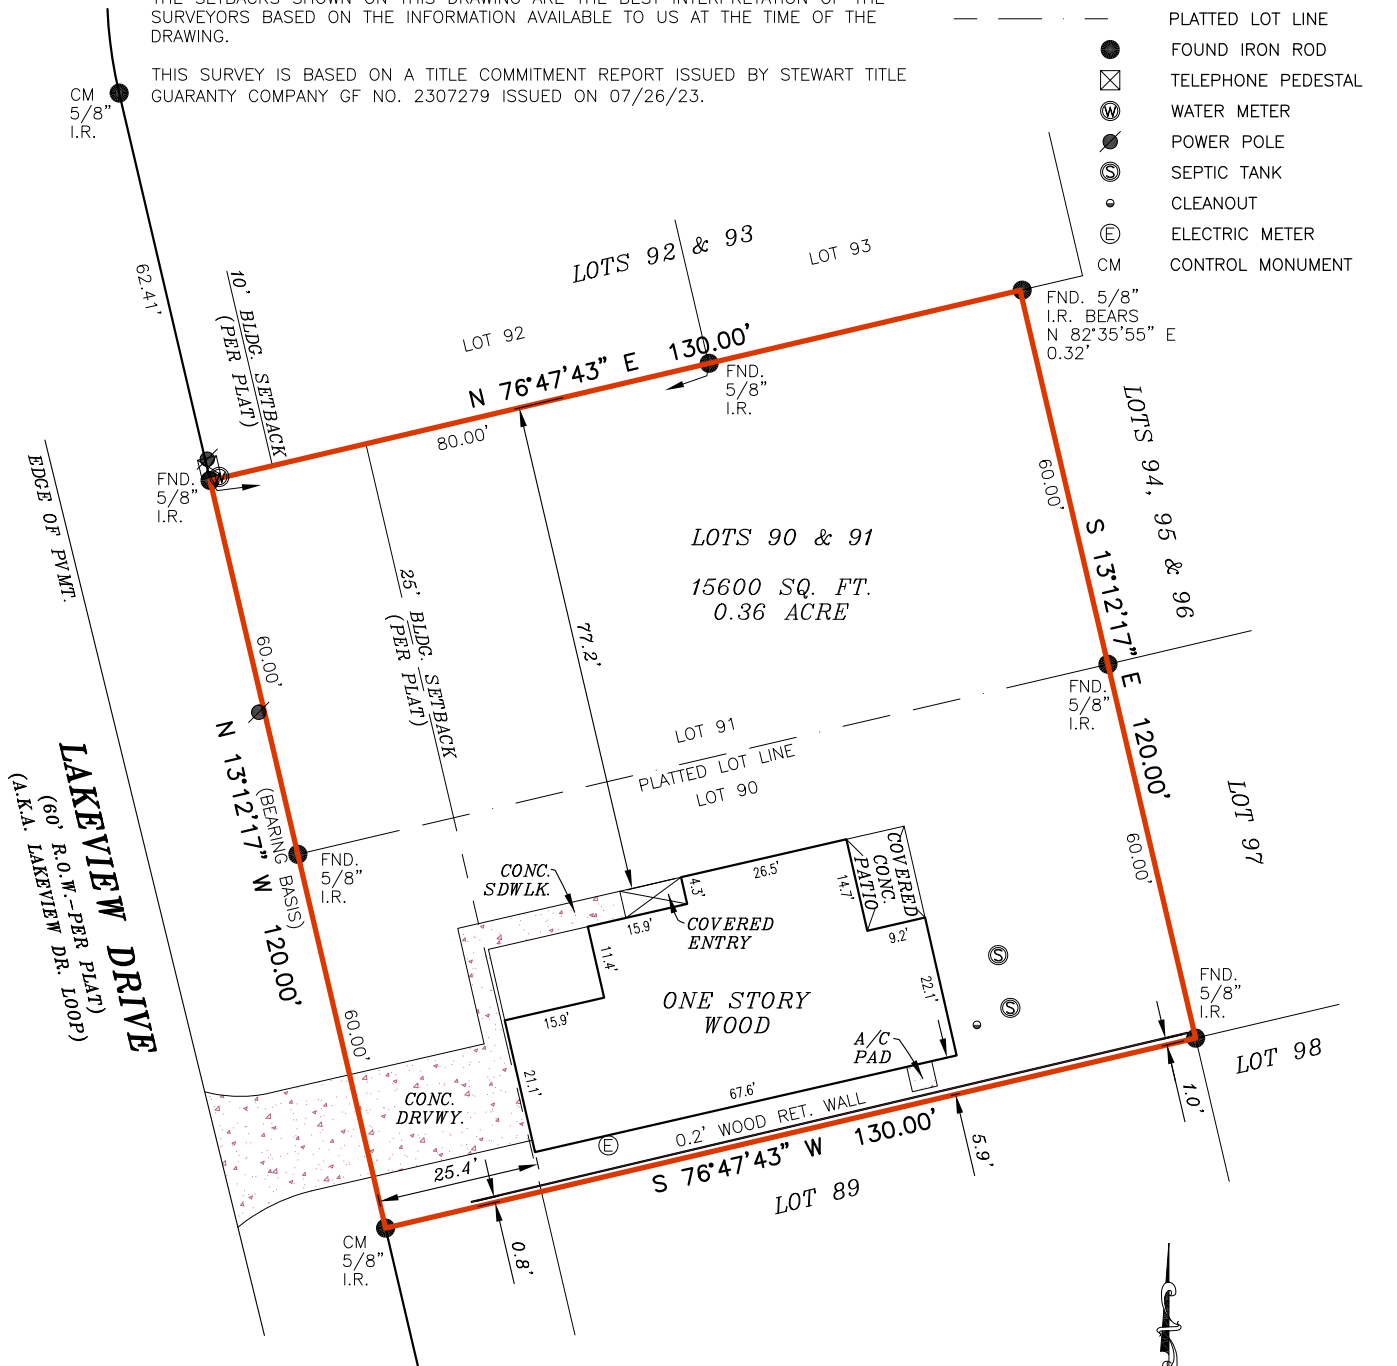 THE SETBACKS SHOWN ON THIS DRAWING ARE THE BEST INTERPRETATION OF THE
SURVEYORS BASED ON THE INFORMATION AVAILABLE TO US AT THE TIME OF THE
DRAWING.
THIS SURVEY IS BASED ON A TITLE COMMITMENT REPORT ISSUED BY STEWART TITLE
GUARANTY COMPANY GF NO. 2307279 ISSUED ON 07/26/23.
PLATTED LOT LINE
FOUND IRON ROD
TELEPHONE PEDESTAL
W WATER METER
POWER POLE
S SEPTIC TANK
CLEANOUT
E ELECTRIC METER
CM CONTROL MONUMENT
CM
5/8"
I.R.
62.41'
10' BLDG. SETBACK
(PER PLAT)
LOTS 92 & 93
LOT 93
LOT 92
N 76°47'43" E 130.00'
80.00'
FND.
5/8"
I.R.
FND. 5/8"
I.R. BEARS
N 82°35'55" E
0.32'
FND.
5/8"
I.R.
W
EDGE OF PVMT.
LOTS 94, 95 & 96
60.00'
S 13°12'17" E 120.00'
LOTS 90 & 91
15600 SQ. FT.
0.36 ACRE
25' BLDG. SETBACK
(PER PLAT)
77.2'
60.00'
N 13°12'17" W 120.00'
(BEARING BASIS)
FND.
5/8"
I.R.
LOT 91
PLATTED LOT LINE
LOT 90
FND.
5/8"
I.R.
LAKEVIEW DRIVE
(60' R.O.W.-PER PLAT)
(A.K.A. LAKEVIEW DR. LOOP)
LOT 97
60.00'
CONC.
SDWLK.
COVERED
ENTRY
4.3'
26.5'
14.7'
COVERED
CONC.
PATIO
9.2'
15.9'
11.4'
15.9'
22.1'
ONE STORY
WOOD
S
S
A/C
PAD
FND.
5/8"
I.R.
60.00'
CONC.
DRVWY.
21.1'
67.6'
E
0.2' WOOD RET. WALL
S 76°47'43" W 130.00'
25.4'
LOT 98
1.0'
5.9'
LOT 89
0.8'
CM
5/8"
I.R.